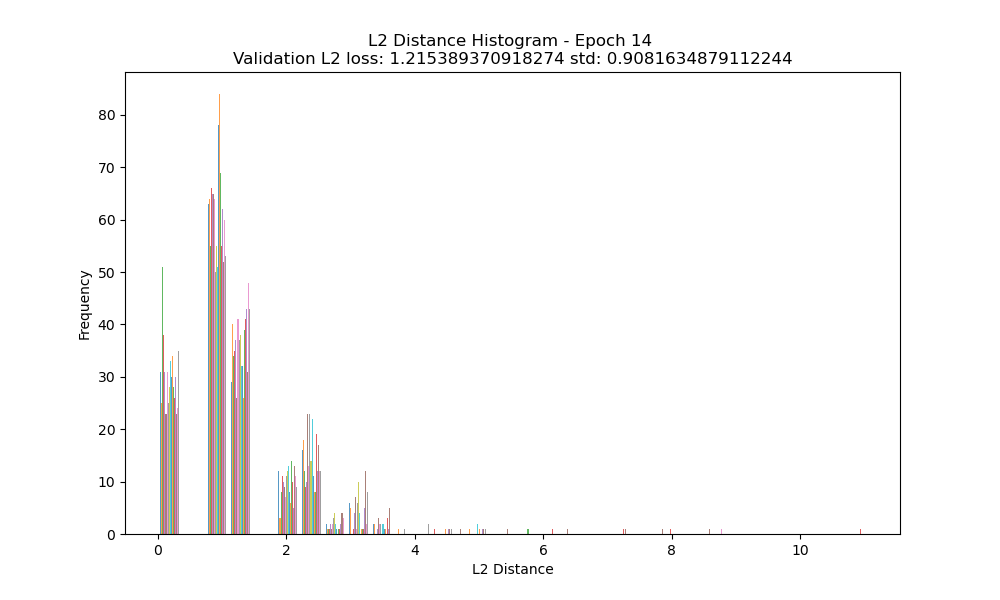 L2 Distance Histogram - Epoch 14
Validation L2 loss: 1.215389370918274 std: 0.9081634879112244
Frequency
80
70
60
50
40
30
20
10
0
0 2 4 6 8 10
L2 Distance